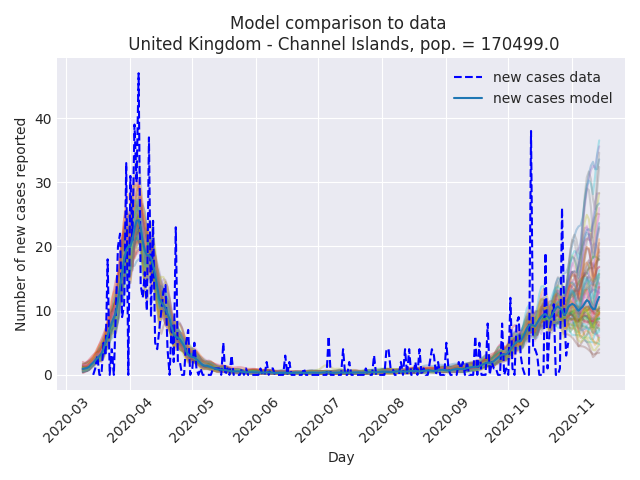 Model comparison to data
United Kingdom - Channel Islands, pop. = 170499.0
new cases data
new cases model
Number of new cases reported
40
30
20
10
0
2020-03
2020-04
2020-05
2020-06
2020-07
2020-08
2020-09
2020-10
2020-11
Day